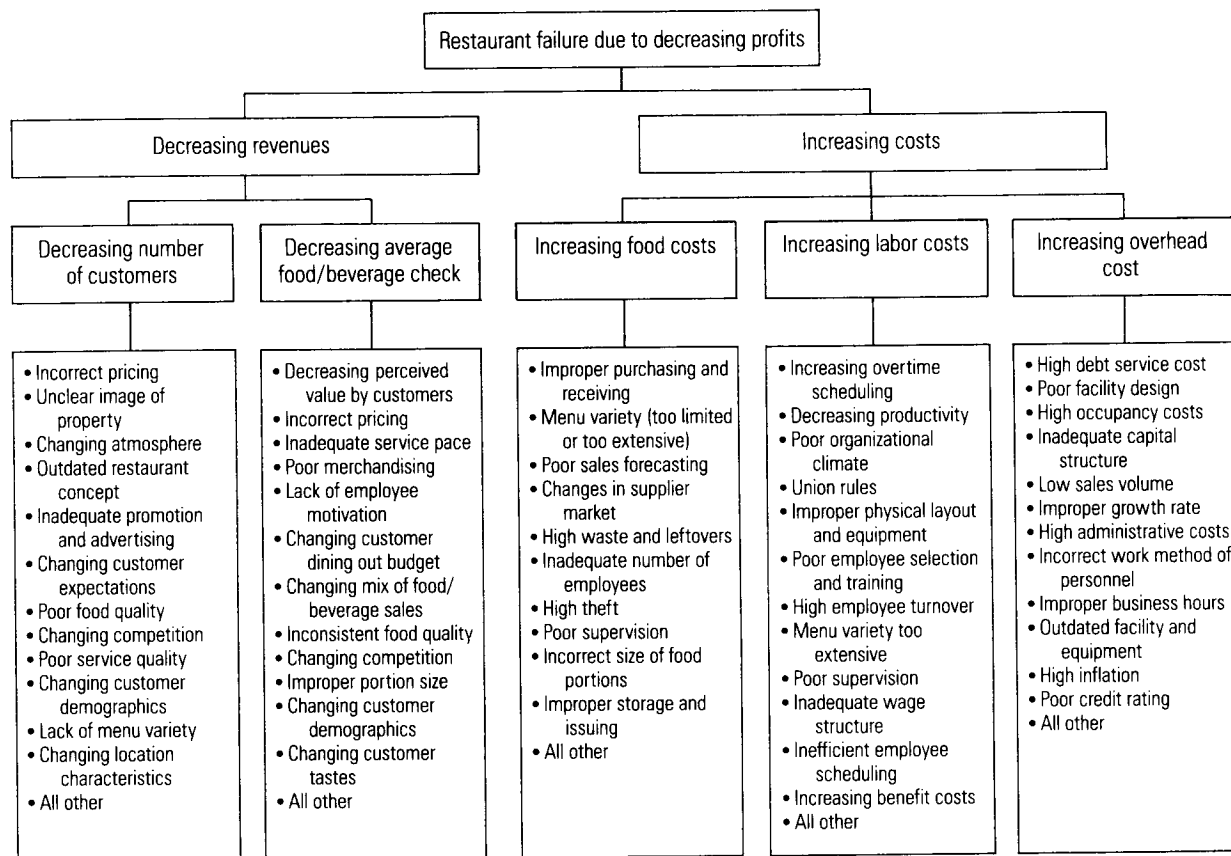 Restaurant failure due to decreasing profits
Decreasing revenues
Increasing costs
Decreasing number
of customers
Decreasing average
food/beverage check
Increasing food costs
Increasing labor costs
Increasing overhead
cost
• Incorrect pricing
• Unclear image of
property
• Changing atmosphere
• Outdated restaurant
concept
• Inadequate promotion
and advertising
• Changing customer
expectations
• Poor food quality
• Changing competition
• Poor service quality
• Changing customer
demographics
• Lack of menu variety
• Changing location
characteristics
• All other
• Decreasing perceived
value by customers
• Incorrect pricing
• Inadequate service pace
• Poor merchandising
• Lack of employee
motivation
• Changing customer
dining out budget
• Changing mix of food/
beverage sales
• Inconsistent food quality
• Changing competition
• Improper portion size
• Changing customer
demographics
• Changing customer
tastes
• All other
• Improper purchasing and
receiving
• Menu variety (too limited
or too extensive)
• Poor sales forecasting
• Changes in supplier
market
• High waste and leftovers
• Inadequate number of
employees
• High theft
• Poor supervision
• Incorrect size of food
portions
• Improper storage and
issuing
• All other
• Increasing overtime
scheduling
• Decreasing productivity
• Poor organizational
climate
• Union rules
• Improper physical layout
and equipment
• Poor employee selection
and training
• High employee turnover
• Menu variety too
extensive
• Poor supervision
• Inadequate wage
structure
• Inefficient employee
scheduling
• Increasing benefit costs
• All other
• High debt service cost
• Poor facility design
• High occupancy costs
• Inadequate capital
structure
• Low sales volume
• Improper growth rate
• High administrative costs
• Incorrect work method of
personnel
• Improper business hours
• Outdated facility and
equipment
• High inflation
• Poor credit rating
• All other